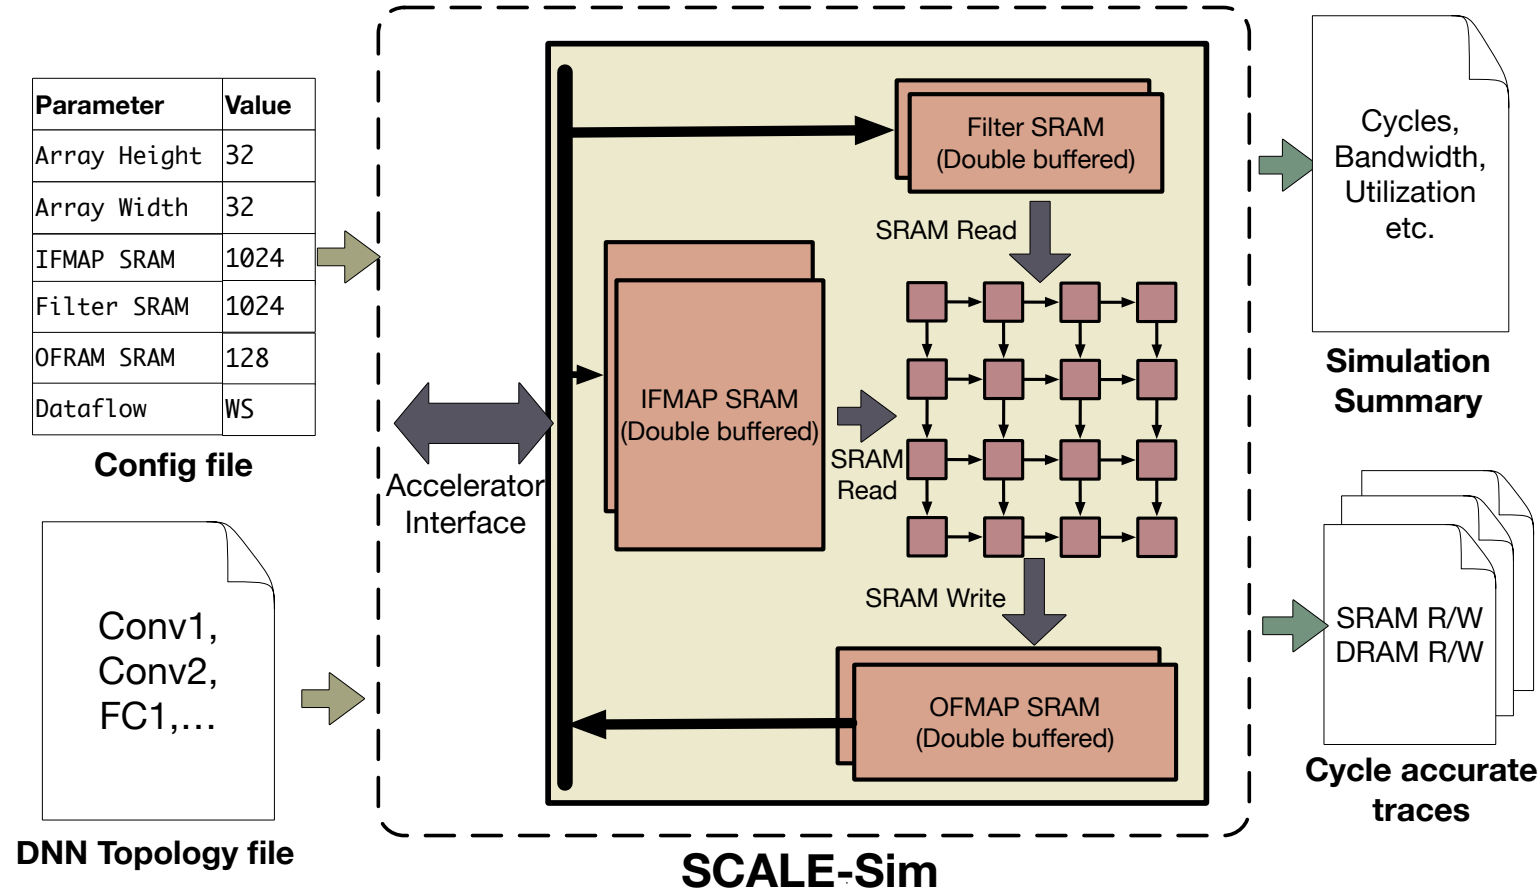 Parameter Value
Array Height 32
Array Width 32
IFMAP SRAM 1024
Filter SRAM 1024
OFRAM SRAM 128
Dataflow WS
Config file
Conv1,
Conv2,
FC1,...
DNN Topology file
Accelerator
Interface
Filter SRAM
(Double buffered)
SRAM Read
IFMAP SRAM
(Double buffered)
SRAM
Read
SRAM Write
OFMAP SRAM
(Double buffered)
SCALE-Sim
Cycles,
Bandwidth,
Utilization
etc.
Simulation
Summary
SRAM R/W
DRAM R/W
Cycle accurate
traces